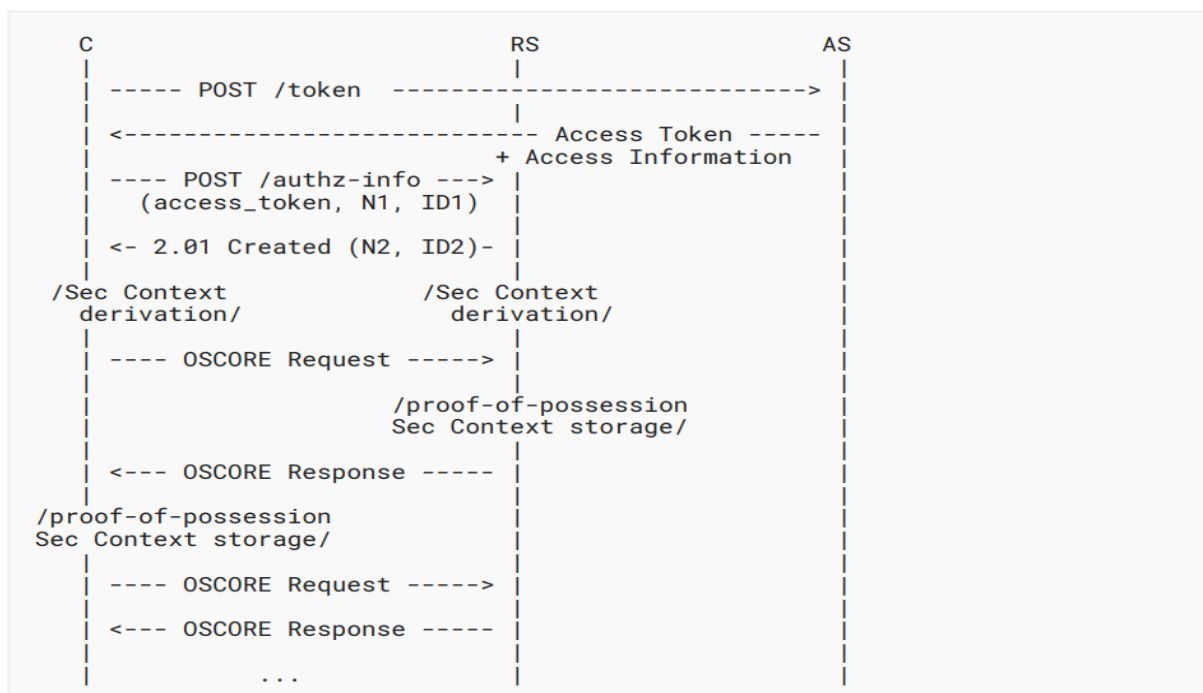 C RS AS
----- POST /token ---------------------------->
<---------------------------- Access Token -----
+ Access Information
---- POST /authz-info --->
(access_token, N1, ID1)
<- 2.01 Created (N2, ID2)-
/Sec Context /Sec Context
derivation/ derivation/
---- OSCORE Request ----->
/proof-of-possession
Sec Context storage/
<--- OSCORE Response -----
/proof-of-possession
Sec Context storage/
---- OSCORE Request ----->
<--- OSCORE Response -----
...